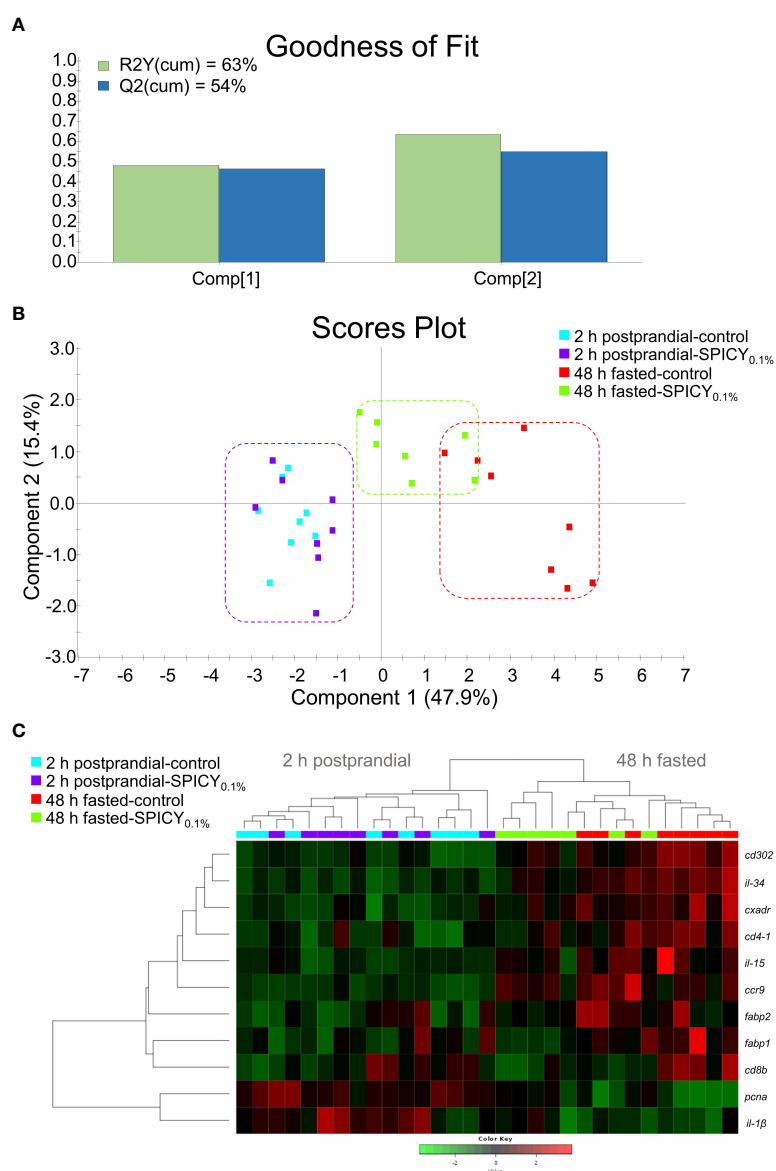 A
Goodness of Fit
1.0
0.9
0.8
0.7
0.6
0.5
0.4
0.3
0.2
0.1
0.0
R2Y(cum) = 63%
Q2(cum) = 54%
Comp[1]
Comp[2]
B
Scores Plot
2 h postprandial-control
2 h postprandial-SPICY0.1%
48 h fasted-control
48 h fasted-SPICY0.1%
Component 2 (15.4%)
3.0
2.0
1.0
0.0
-1.0
-2.0
-3.0
-7 -6 -5 -4 -3 -2 -1 0 1 2 3 4 5 6 7
Component 1 (47.9%)
C
2 h postprandial-control
2 h postprandial-SPICY0.1%
48 h fasted-control
48 h fasted-SPICY0.1%
2 h postprandial
48 h fasted
cd302
il-34
cxadr
cd4-1
il-15
ccr9
fabp2
fabp1
cd8b
pcna
il-1β
Color Key
-2 0 2